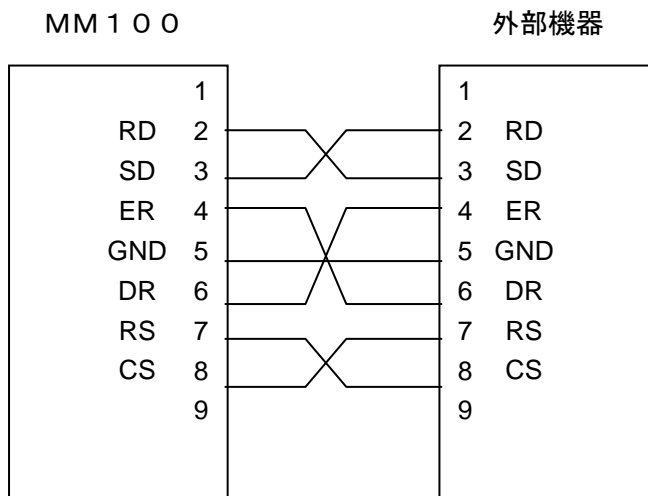 MM100 外部機器
1 1
RD 2 2 RD
SD 3 3 SD
ER 4 4 ER
GND 5 5 GND
DR 6 6 DR
RS 7 7 RS
CS 8 8 CS
9 9